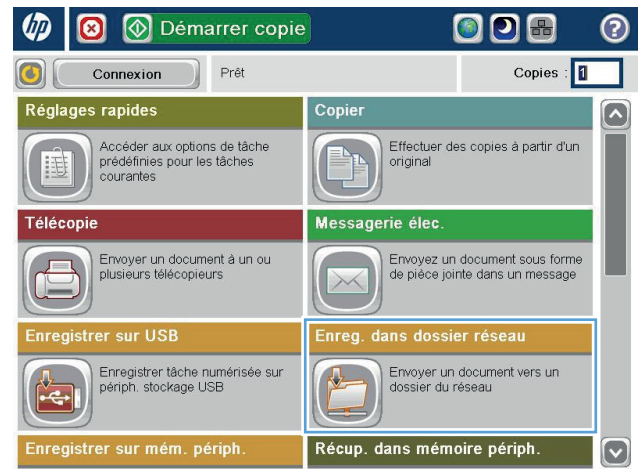 hp
Démarrer copie
?
Connexion
Prêt
Copies : 1
Réglages rapides
Copier
Accéder aux options de tâche
prédéfinies pour les tâches
courantes
Effectuer des copies à partir d'un
original
Télécopie
Messagerie élec.
Envoyer un document à un ou
plusieurs télécopieurs
Envoyez un document sous forme
de pièce jointe dans un message
Enregistrer sur USB
Enreg. dans dossier réseau
Enregistrer tâche numérisée sur
périph. stockage USB
Envoyer un document vers un
dossier du réseau
Enregistrer sur mém. périph.
Récup. dans mémoire périph.